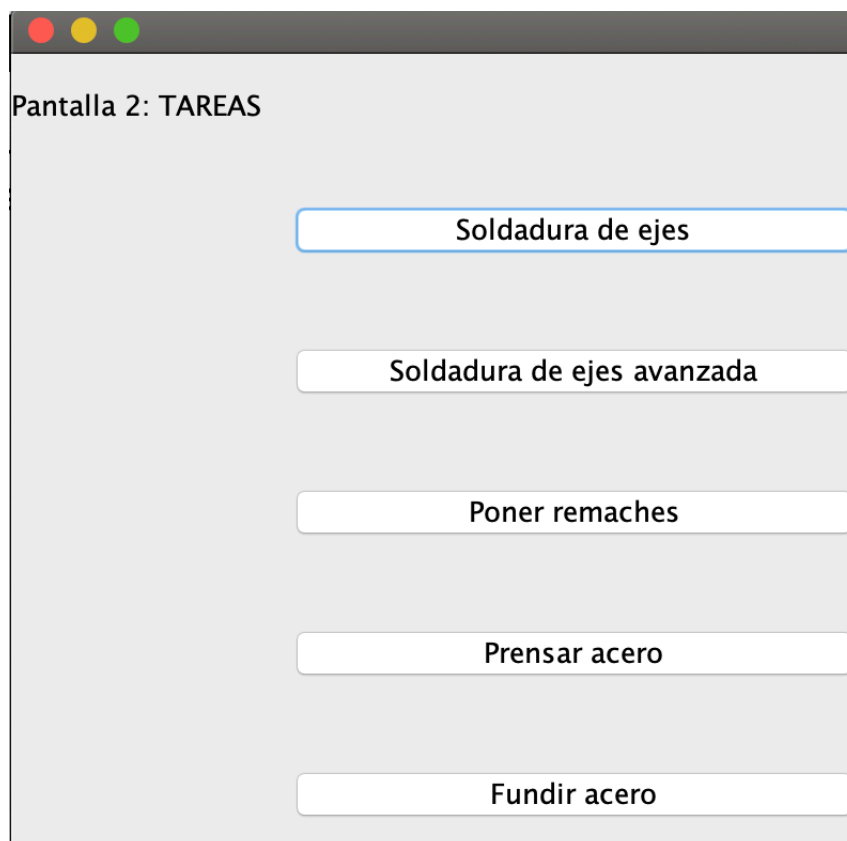 Pantalla 2: TAREAS
Soldadura de ejes
Soldadura de ejes avanzada
Poner remaches
Prensar acero
Fundir acero